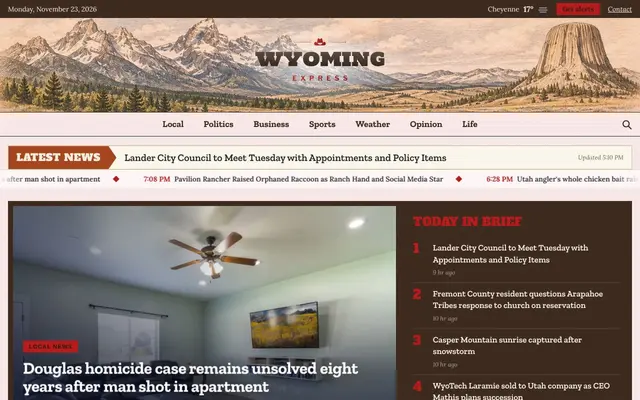 Monday, November 23, 2026
Cheyenne 17°
Get alerts
Contact
WYOMING
EXPRESS
Local Politics Business Sports Weather Opinion Life
LATEST NEWS
Lander City Council to Meet Tuesday with Appointments and Policy Items
Updated 5:10 PM
after man shot in apartment ◆ 7:08 PM Pavilion Rancher Raised Orphaned Raccoon as Ranch Hand and Social Media Star ◆ 6:28 PM Utah angler's whole chicken bait
TODAY IN BRIEF
1 Lander City Council to Meet Tuesday with
Appointments and Policy Items
9 hr ago
2 Fremont County resident questions Arapahoe
Tribes response to church on reservation
10 hr ago
3 Casper Mountain sunrise captured after
snowstorm
10 hr ago
4 WyoTech Laramie sold to Utah company as CEO
Mathis plans succession
LOCAL NEWS
Douglas homicide case remains unsolved eight
years after man shot in apartment